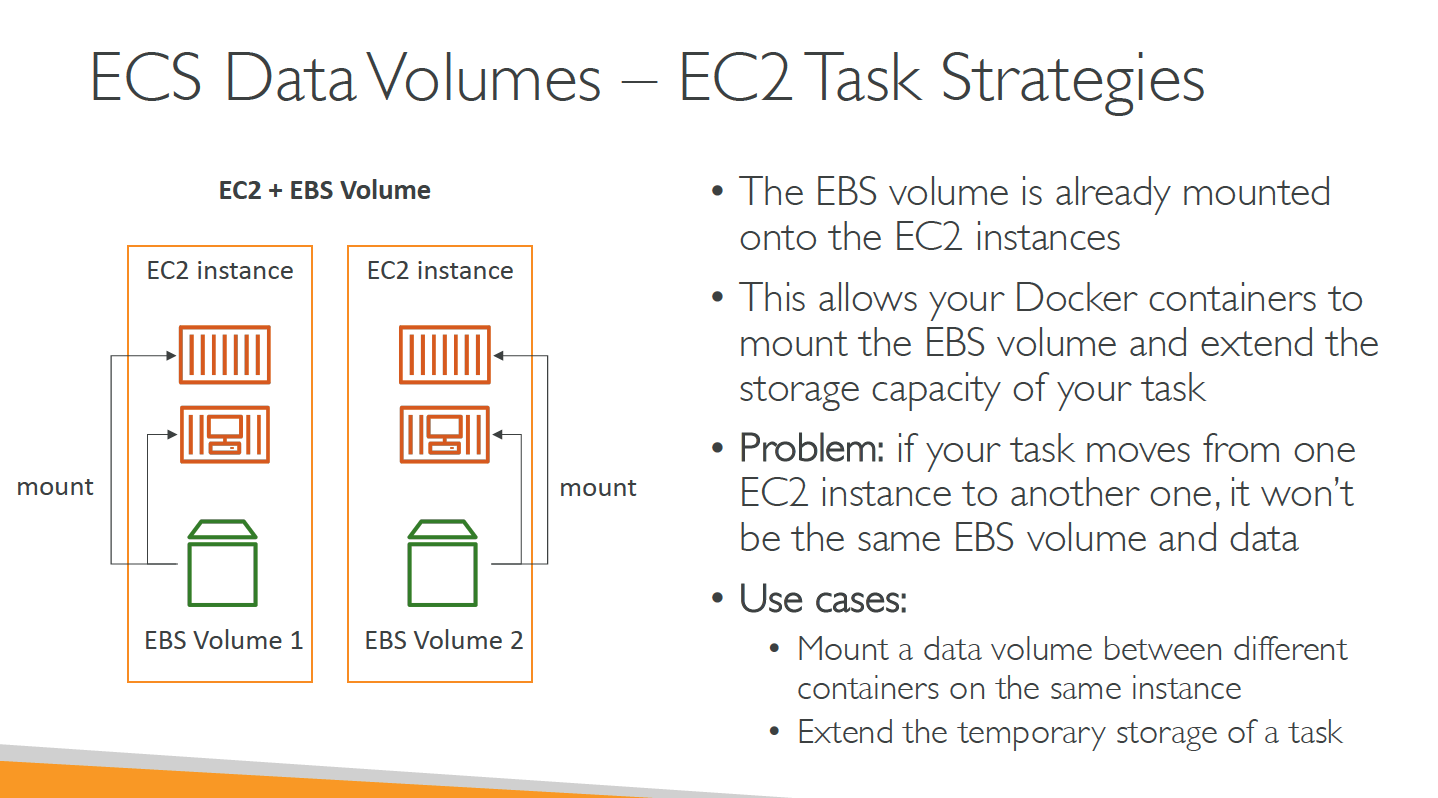 ECS Data Volumes – EC2 Task Strategies
EC2 + EBS Volume
EC2 instance
EC2 instance
mount
mount
EBS Volume 1
EBS Volume 2
• The EBS volume is already mounted
onto the EC2 instances
• This allows your Docker containers to
mount the EBS volume and extend the
storage capacity of your task
• Problem: if your task moves from one
EC2 instance to another one, it won’t
be the same EBS volume and data
• Use cases:
• Mount a data volume between different
containers on the same instance
• Extend the temporary storage of a task